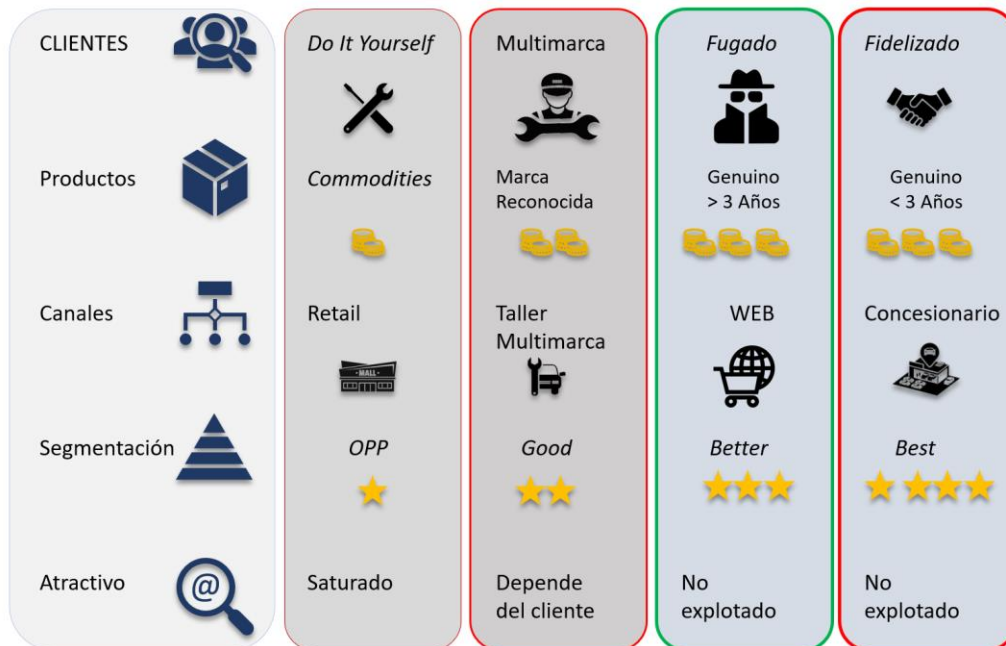 CLIENTES
Do It Yourself
Multimarca
Fugado
Fidelizado
Productos
Commodities
Marca
Reconocida
Genuino
> 3 Años
Genuino
< 3 Años
Canales
Retail
Taller
Multimarca
WEB
Concesionario
MALL
Segmentación
OPP
Good
Better
Best
Atractivo
@
Saturado
Depende
del cliente
No
explotado
No
explotado